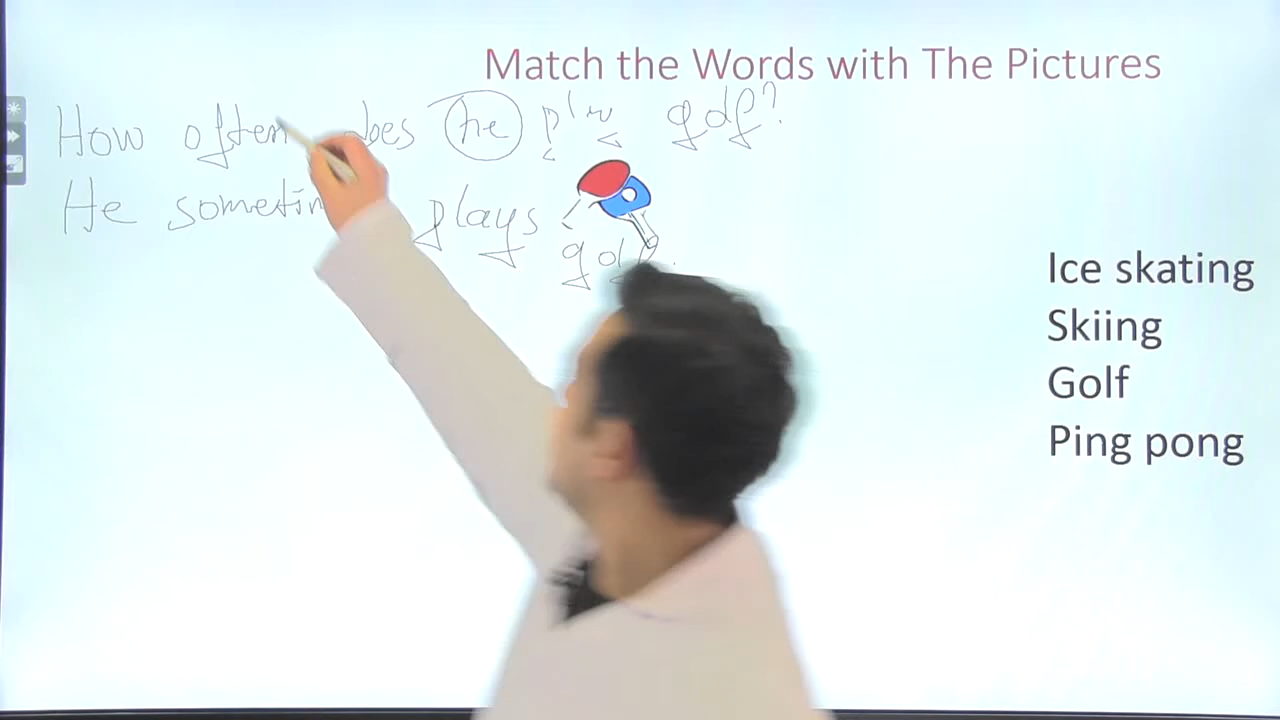 Match the Words with The Pictures
How often does he play golf?
He plays
golf.
Ice skating
Skiing
Golf
Ping pong